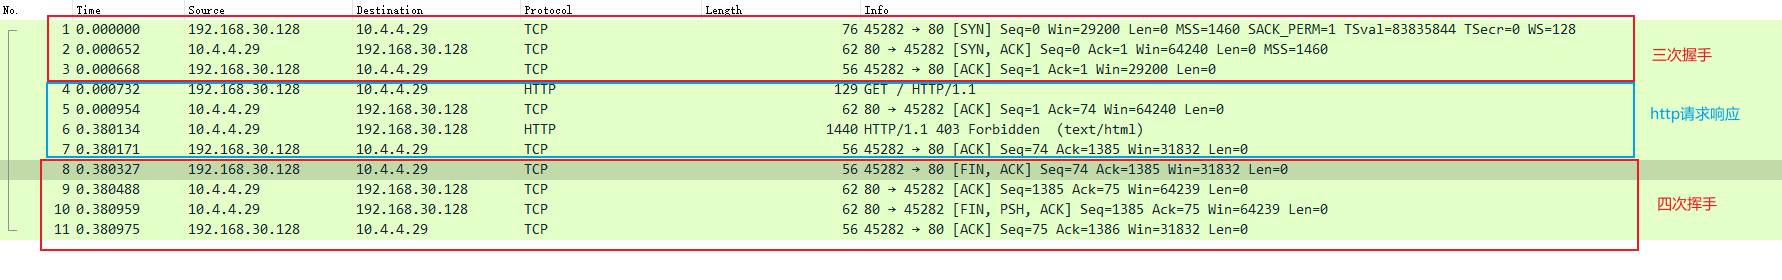 No. Time Source Destination Protocol Length Info
1 0.000000 192.168.30.128 10.4.4.29 TCP 76 45282 → 80 [SYN] Seq=0 Win=29200 Len=0 MSS=1460 SACK_PERM=1 TSval=83835844 TSecr=0 WS=128
2 0.000652 10.4.4.29 192.168.30.128 TCP 62 80 → 45282 [SYN, ACK] Seq=0 Ack=1 Win=64240 Len=0 MSS=1460
三次握手
3 0.000668 192.168.30.128 10.4.4.29 TCP 56 45282 → 80 [ACK] Seq=1 Ack=1 Win=29200 Len=0
4 0.000732 192.168.30.128 10.4.4.29 HTTP 129 GET / HTTP/1.1
5 0.000954 10.4.4.29 192.168.30.128 TCP 62 80 → 45282 [ACK] Seq=1 Ack=74 Win=64240 Len=0
http请求响应
6 0.380134 10.4.4.29 192.168.30.128 HTTP 1440 HTTP/1.1 403 Forbidden (text/html)
7 0.380171 192.168.30.128 10.4.4.29 TCP 56 45282 → 80 [ACK] Seq=74 Ack=1385 Win=31832 Len=0
8 0.380327 192.168.30.128 10.4.4.29 TCP 56 45282 → 80 [FIN, ACK] Seq=74 Ack=1385 Win=31832 Len=0
9 0.380488 10.4.4.29 192.168.30.128 TCP 62 80 → 45282 [ACK] Seq=1385 Ack=75 Win=64239 Len=0
四次挥手
10 0.380959 10.4.4.29 192.168.30.128 TCP 62 80 → 45282 [FIN, PSH, ACK] Seq=1385 Ack=75 Win=64239 Len=0
11 0.380975 192.168.30.128 10.4.4.29 TCP 56 45282 → 80 [ACK] Seq=75 Ack=1386 Win=31832 Len=0